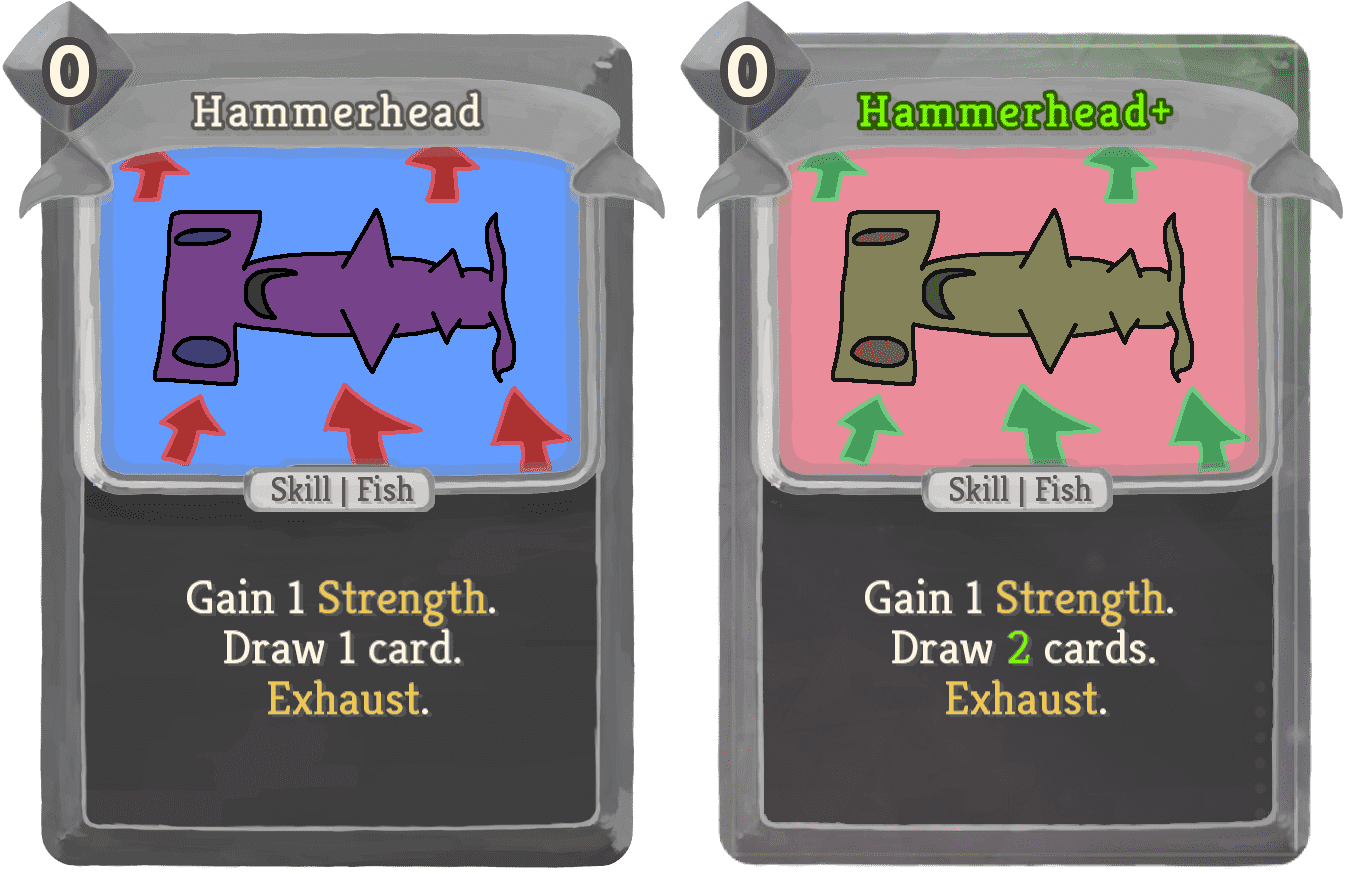 0
Hammerhead
Skill | Fish
Gain 1 Strength.
Draw 1 card.
Exhaust.
0
Hammerhead+
Skill | Fish
Gain 1 Strength.
Draw 2 cards.
Exhaust.